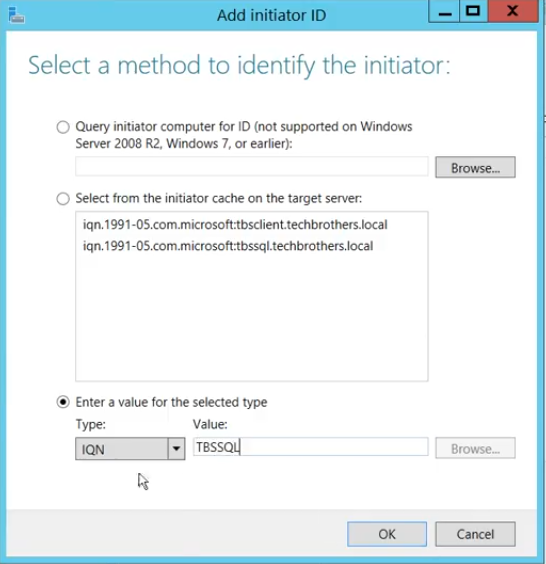 Add initiator ID
Select a method to identify the initiator:
Query initiator computer for ID (not supported on Windows
Server 2008 R2, Windows 7, or earlier):
Browse...
Select from the initiator cache on the target server:
iqn.1991-05.com.microsoft:tbsclient.techbrothers.local
iqn.1991-05.com.microsoft:tbssql.techbrothers.local
Enter a value for the selected type
Type: Value:
IQN TBSSQL Browse...
OK Cancel